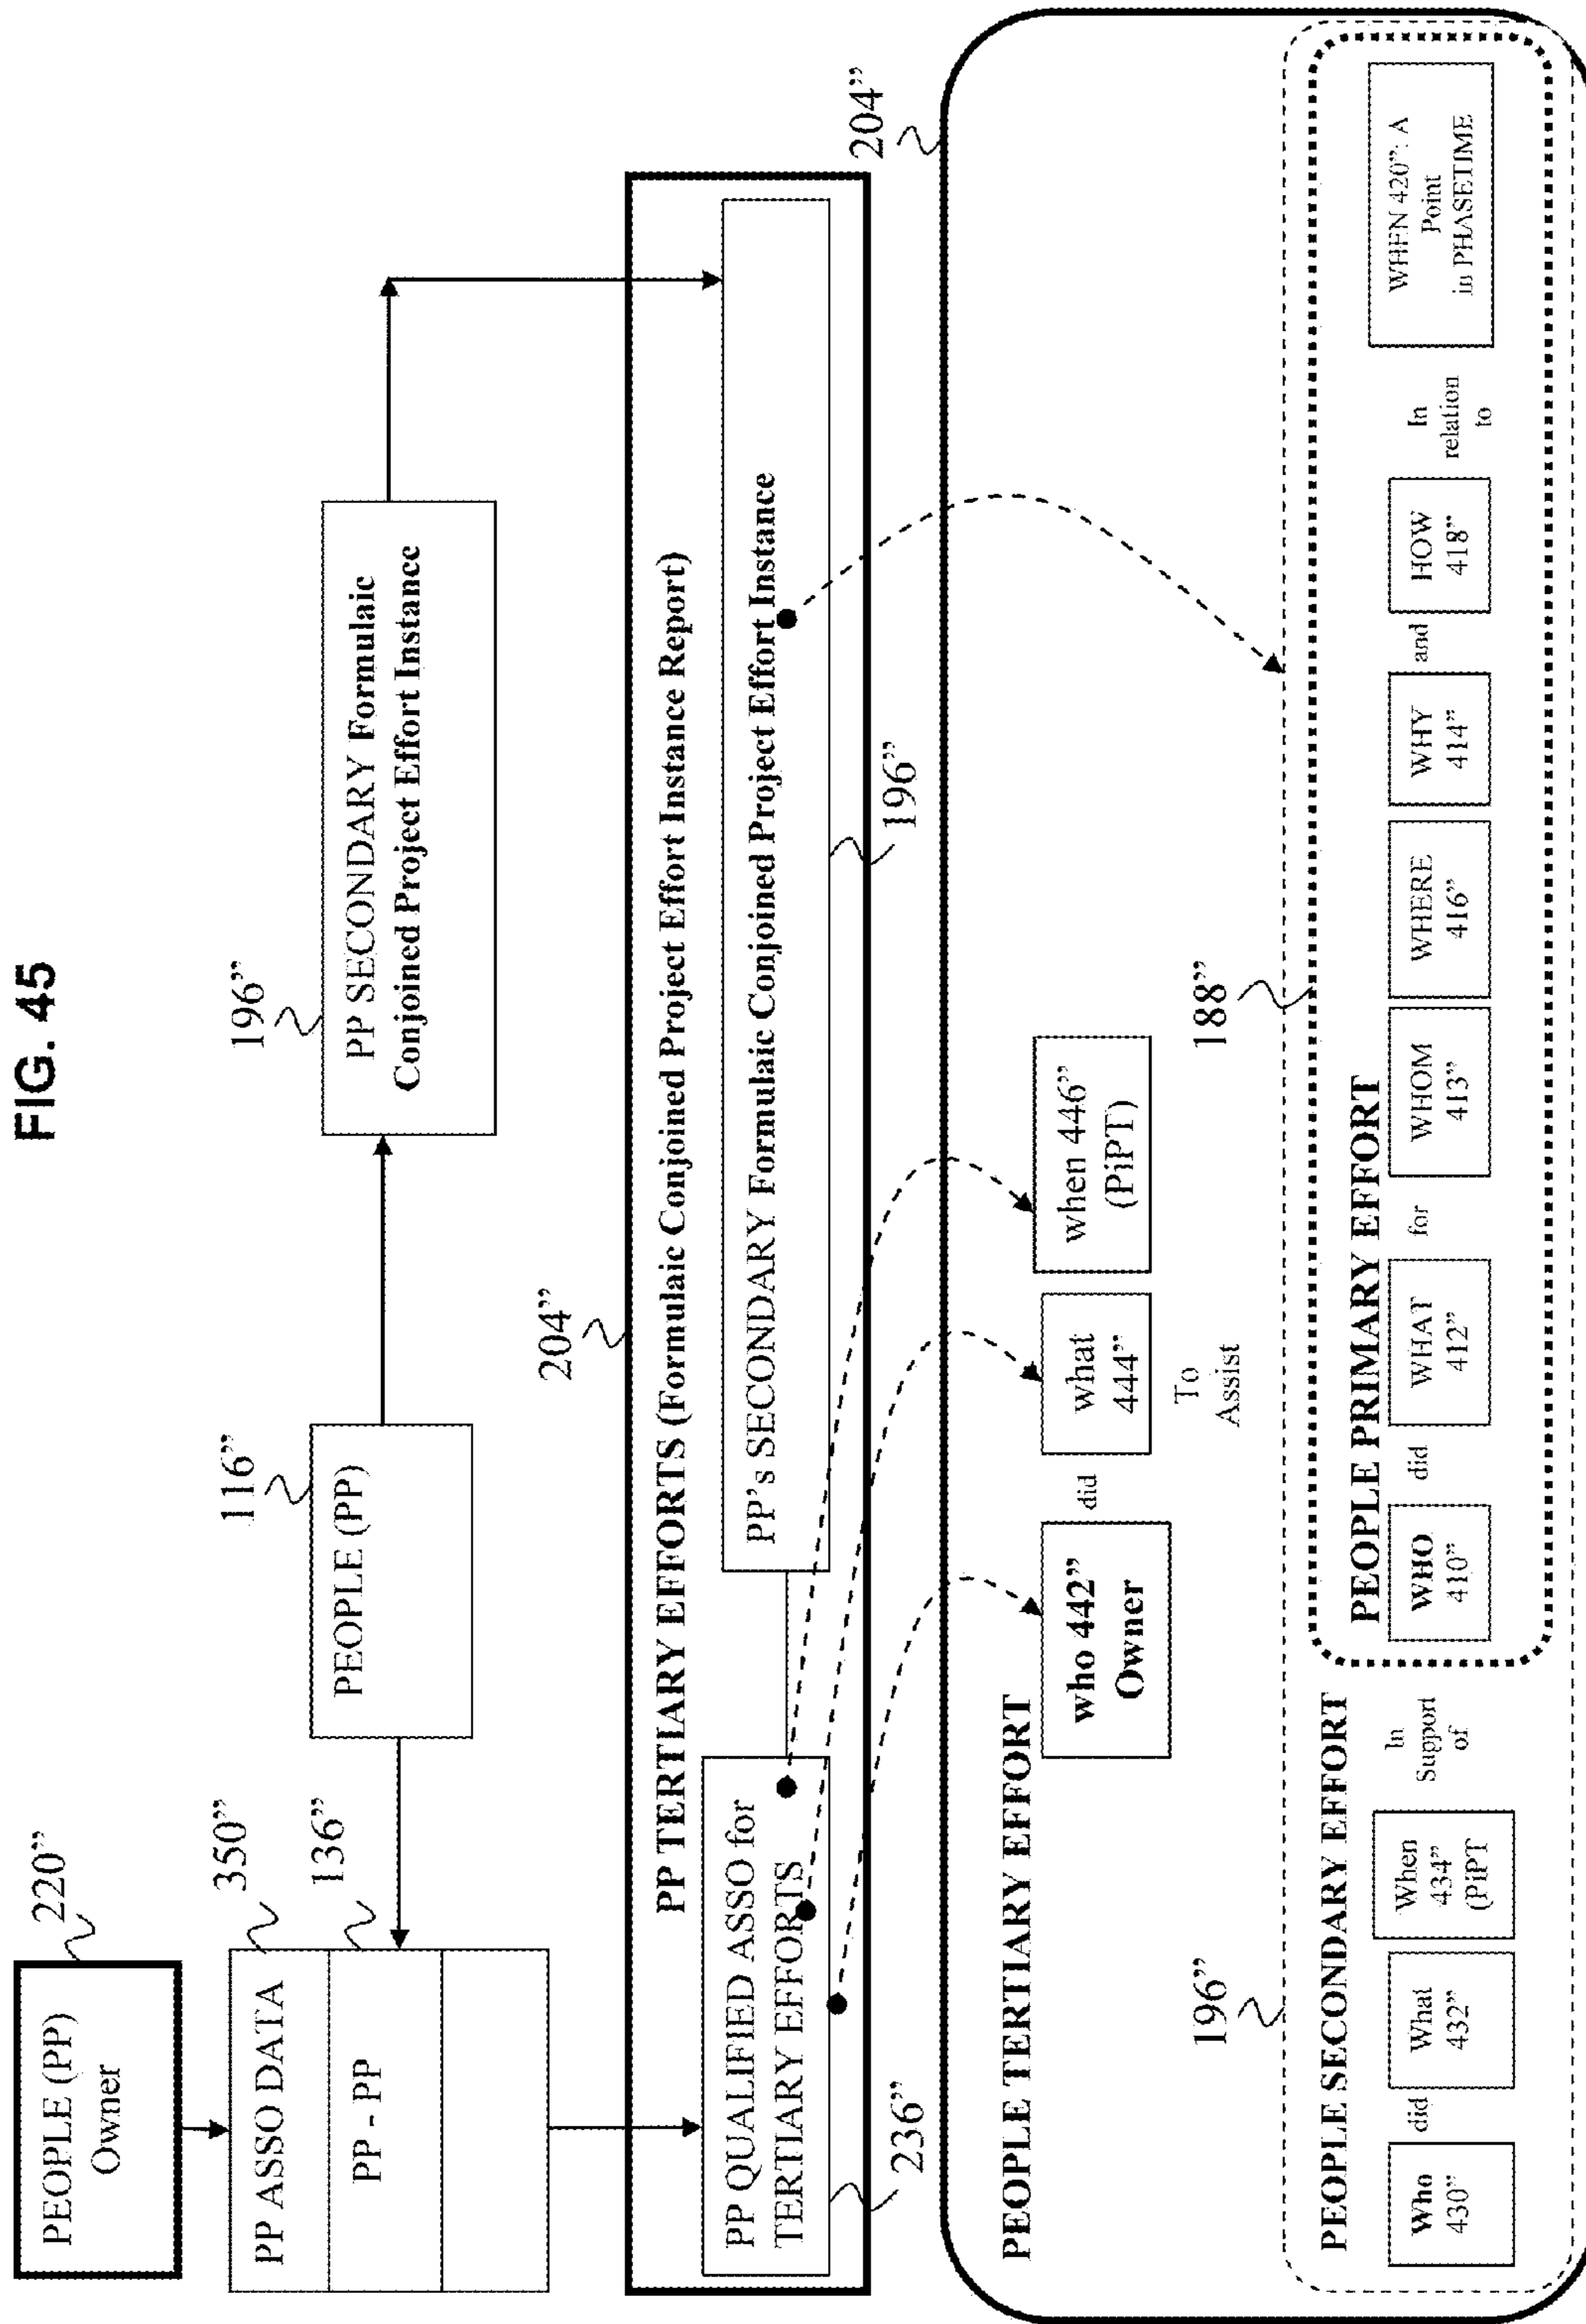 FIG. 45
220”
PEOPLE (PP)
Owner
350”
PP ASSO DATA
136”
PP - PP
116”
PEOPLE (PP)
196”
PP SECONDARY Formulaic
Conjoined Project Effort Instance
204”
PP TERTIARY EFFORTS (Formulaic Conjoined Project Effort Instance Report)
PP QUALIFIED ASSO for
TERTIARY EFFORTS
PP's SECONDARY Formulaic Conjoined Project Effort Instance
236”
196”
204”
PEOPLE TERTIARY EFFORT
who 442”
Owner
did
what
444”
when 446”
(PiPT)
To
Assist
196”
188”
PEOPLE SECONDARY EFFORT
Who
430”
did
What
432”
When
434”
(PiPT
In
Support
of
PEOPLE PRIMARY EFFORT
WHO
410”
did
WHAT
412”
for
WHOM
413”
WHERE
416”
WHY
414”
and
HOW
418”
In
relation
to
WHEN 420”: A
Point
in PHASETIME